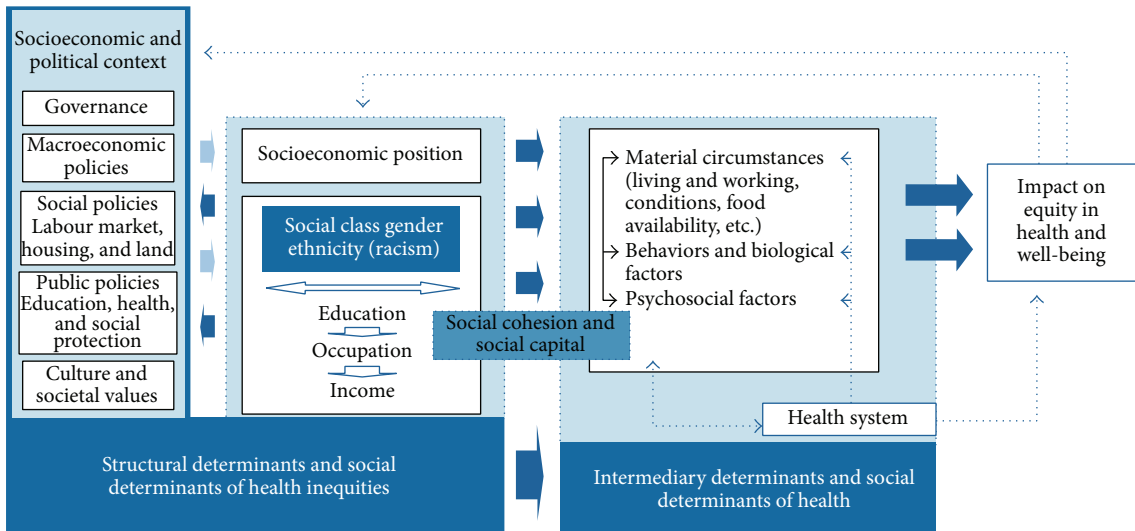 Socioeconomic and
political context
Governance
Macroeconomic
policies
Social policies
Labour market,
housing, and land
Public policies
Education, health,
and social
protection
Culture and
societal values
Socioeconomic position
Social class gender
ethnicity (racism)
Education
Occupation
Income
Social cohesion and
social capital
Material circumstances
(living and working,
conditions, food
availability, etc.)
Behaviors and biological
factors
Psychosocial factors
Health system
Impact on
equity in
health and
well-being
Structural determinants and social
determinants of health inequities
Intermediary determinants and social
determinants of health